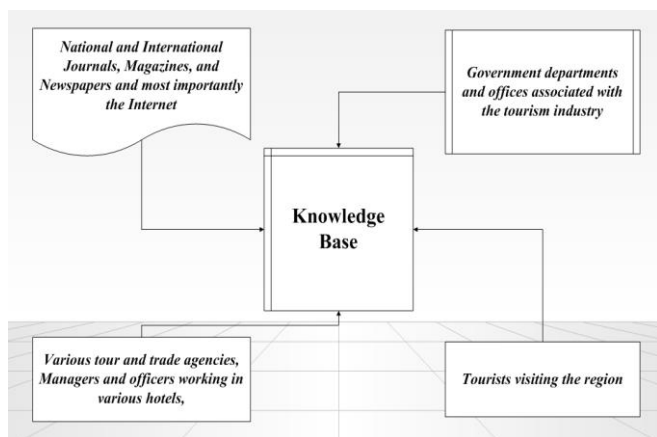 National and International
Journals, Magazines, and
Newspapers and most importantly
the Internet
Government departments
and offices associated with
the tourism industry
Knowledge
Base
Various tour and trade agencies,
Managers and officers working in
various hotels,
Tourists visiting the region